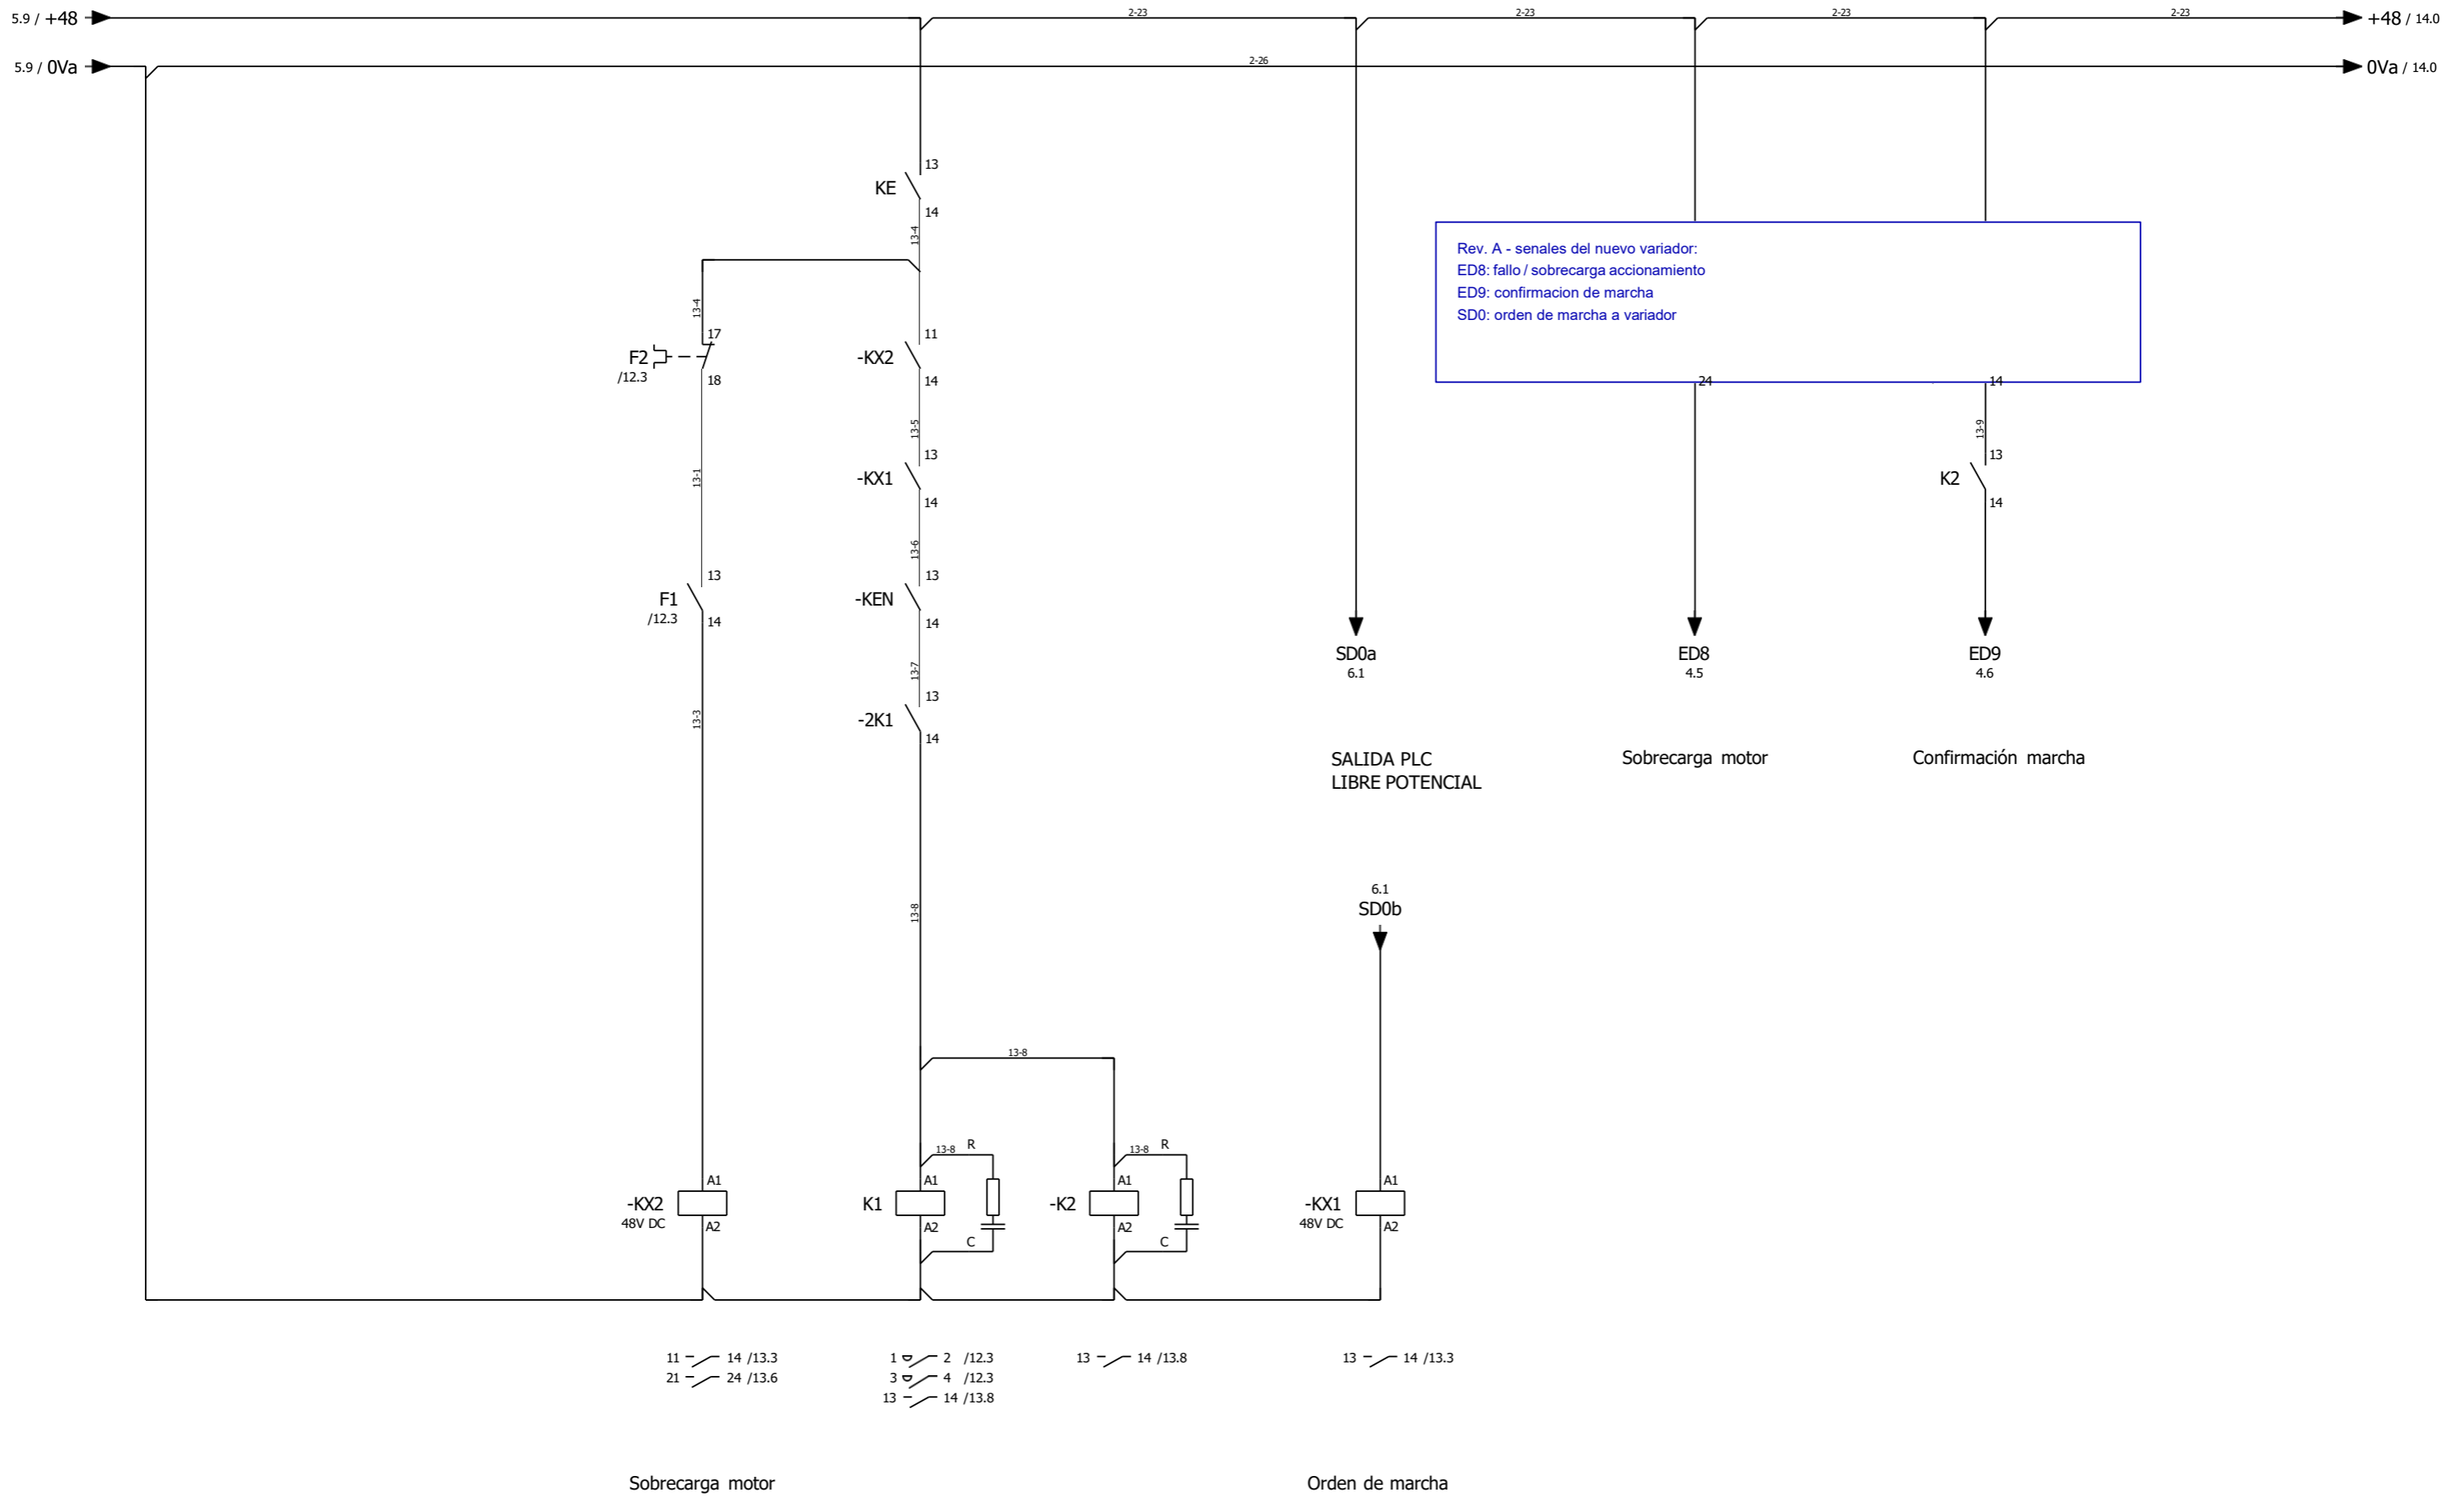 5.9 / +48
2-23
2-23
2-23
2-23
+48 / 14.0
5.9 / 0Va
2-26
0Va / 14.0
13
KE
14
13-4
13-4
17
F2
/12.3
18
11
-KX2
14
13-5
13-1
13
-KX1
14
13-6
13
F1
/12.3
14
13
-KEN
14
13-7
13-3
13
-2K1
14
13-8
Rev. A - senales del nuevo variador:
ED8: fallo / sobrecarga accionamiento
ED9: confirmacion de marcha
SD0: orden de marcha a variador
24
14
13-9
13
K2
14
SD0a
6.1
ED8
4.5
ED9
4.6
SALIDA PLC
LIBRE POTENCIAL
Sobrecarga motor
Confirmación marcha
6.1
SD0b
13-8
13-8 R
13-8 R
A1
-KX2
48V DC
A2
A1
K1
A2
C
A1
-K2
A2
C
A1
-KX1
48V DC
A2
11 14 /13.3
21 24 /13.6
1 2 /12.3
3 4 /12.3
13 14 /13.8
13 14 /13.8
13 14 /13.3
Sobrecarga motor
Orden de marcha